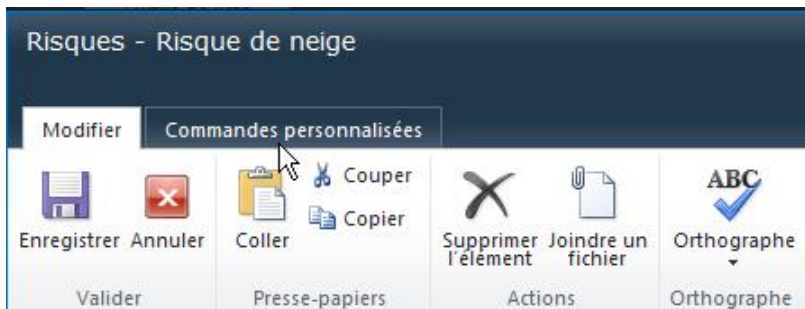 Risques - Risque de neige
Modifier Commandes personnalisées
Enregistrer Annuler Coller Couper Copier Supprimer l'élément Joindre un fichier ABC Orthographe
Valider Presse-papiers Actions Orthographe